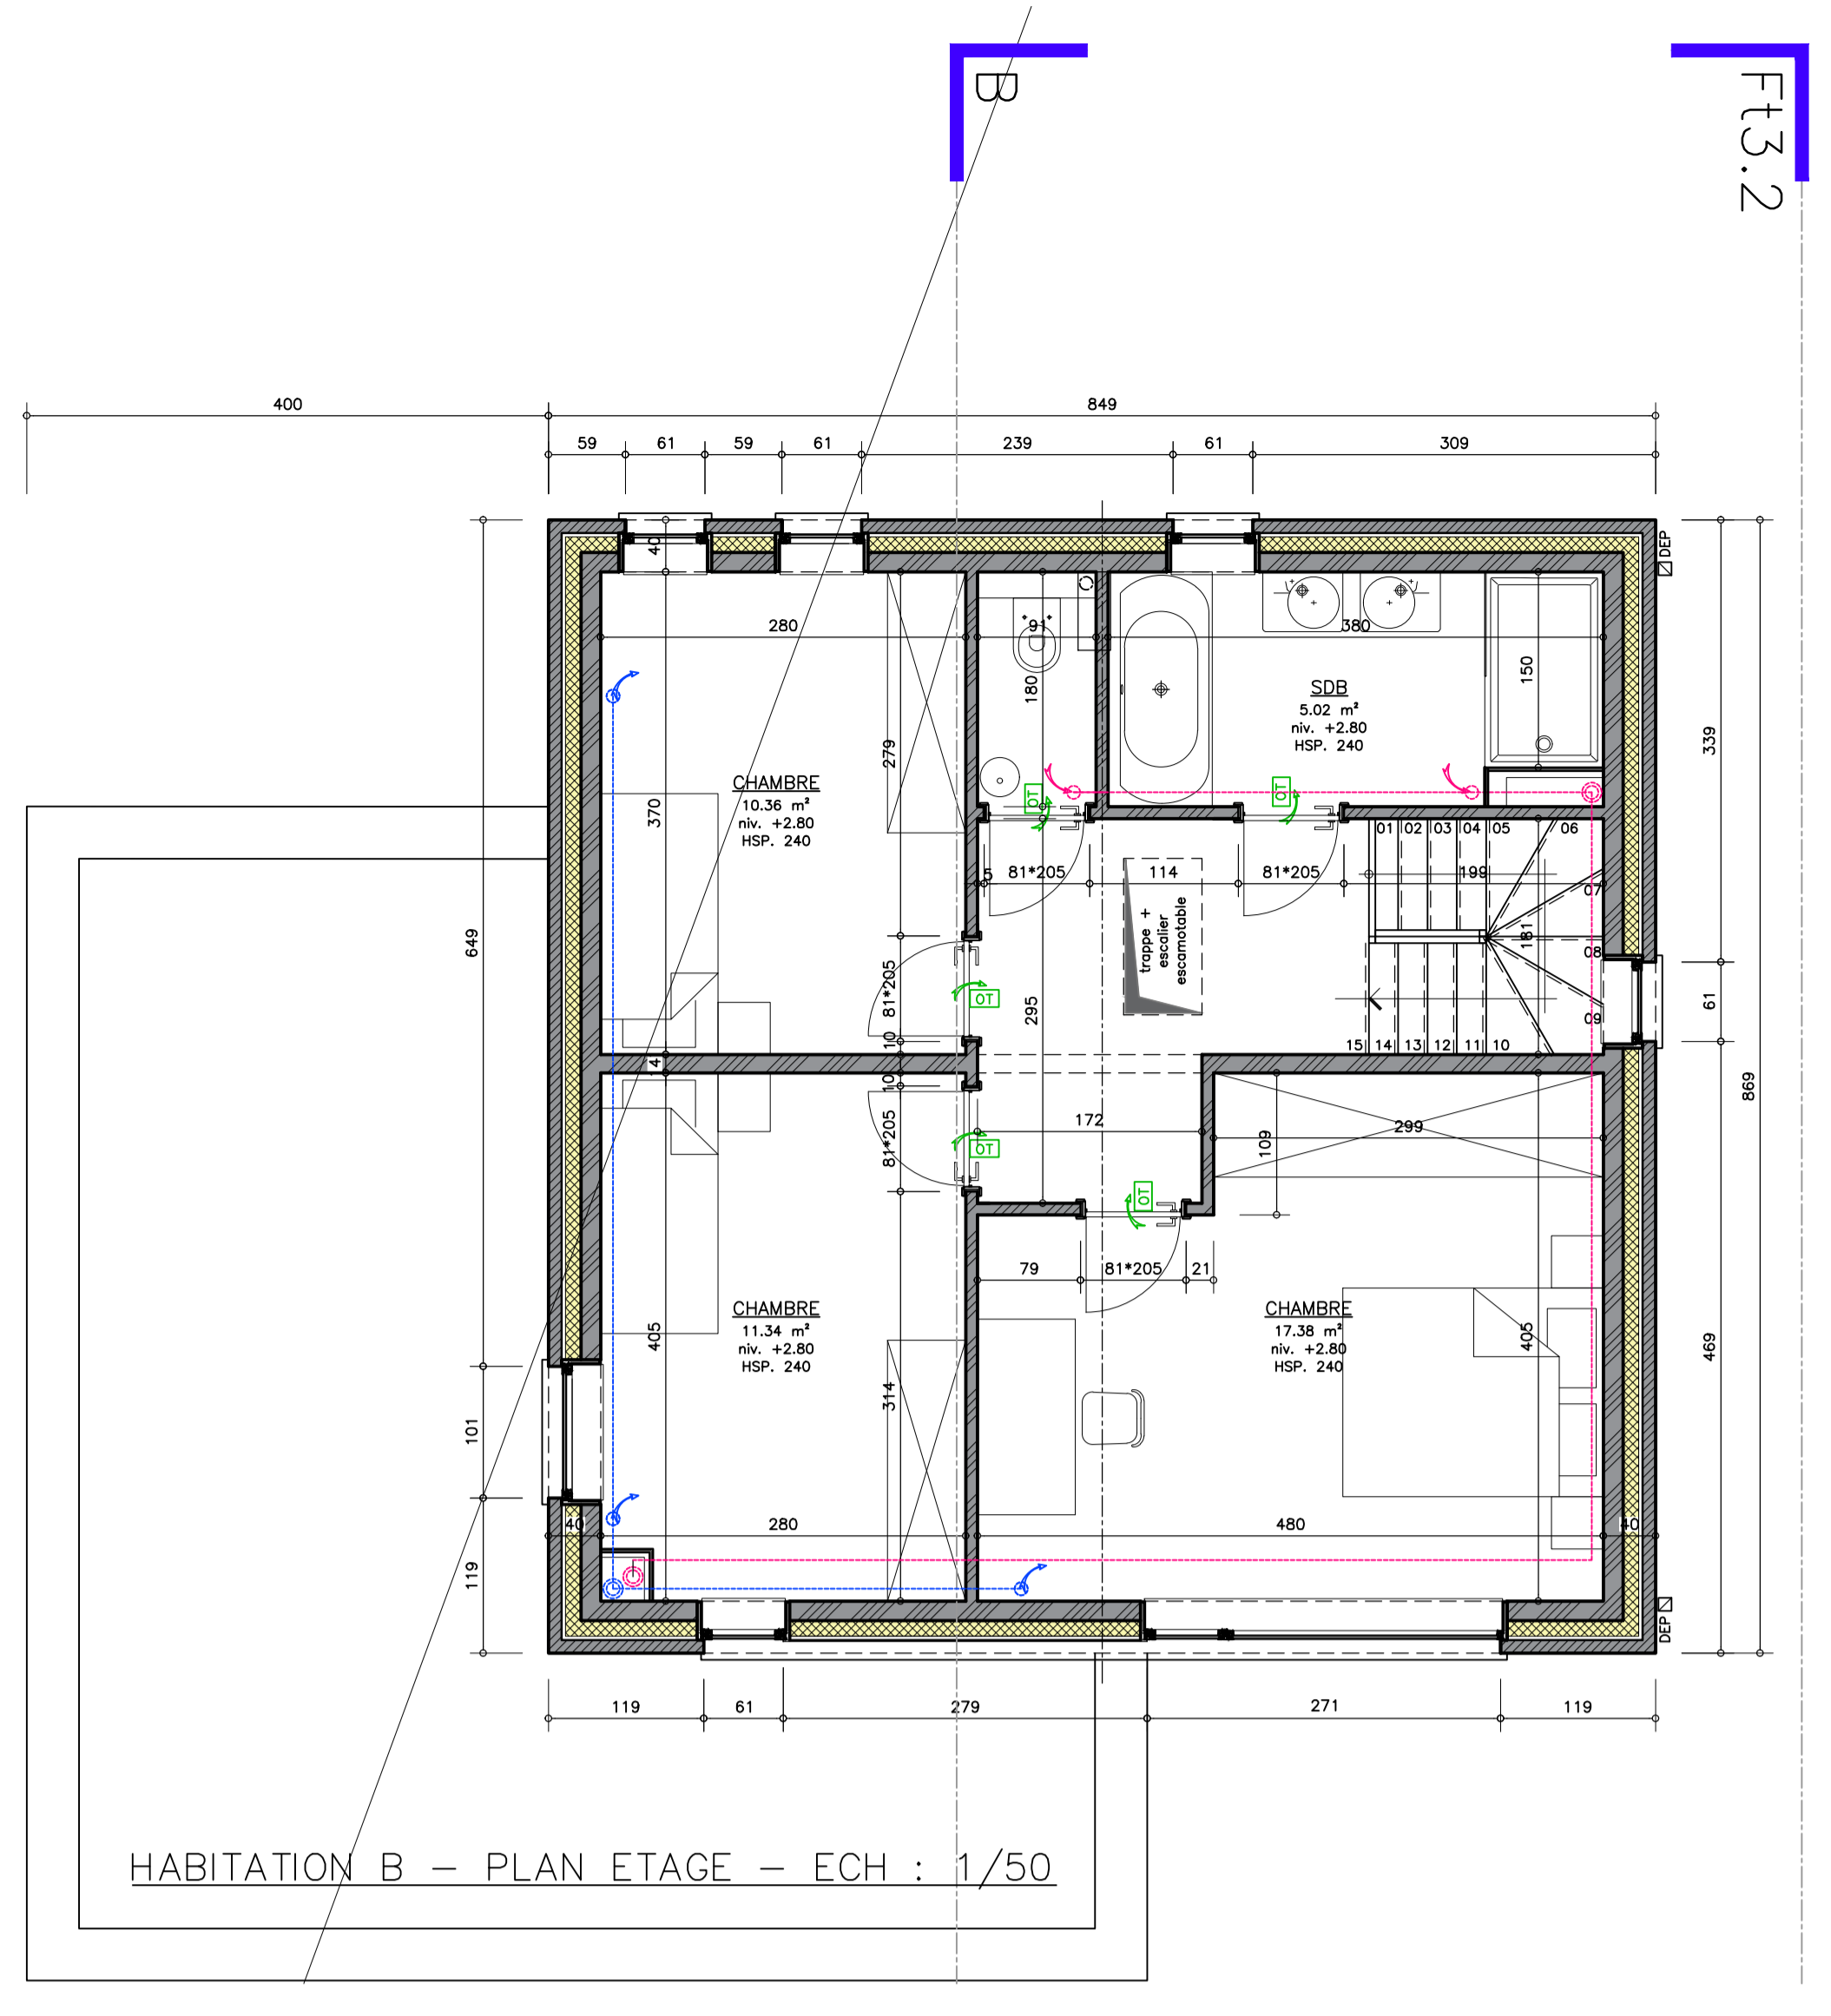 B
Ft3.2
400
849
59
61
59
61
239
61
309
DEP
40
280
91
380
180
150
SDB
5.02 m²
niv. +2.80
HSP. 240
339
279
CHAMBRE
10.36 m²
niv. +2.80
HSP. 240
370
OT
OT
01
02
03
04
05
06
5
81*205
114
81*205
199
07
649
trappe +
escalier
escamotable
181
08
81*205
OT
295
09
61
10
15
14
13
12
11
10
14
10
869
81*205
OT
172
109
299
OT
79
81*205
21
CHAMBRE
11.34 m²
niv. +2.80
HSP. 240
405
314
CHAMBRE
17.38 m²
niv. +2.80
HSP. 240
405
469
101
40
280
480
40
119
DEP
119
61
279
271
119
HABITATION B – PLAN ETAGE – ECH : 1/50